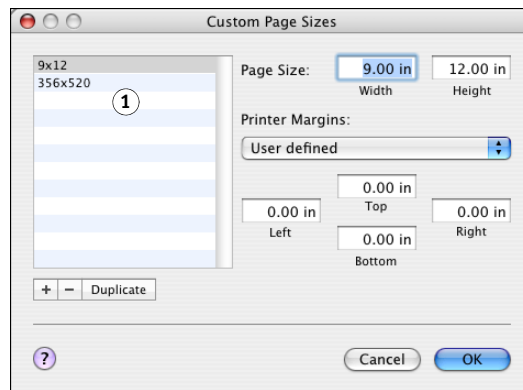 Custom Page Sizes
9x12
356x520
1
Page Size:
9.00 in
12.00 in
Width
Height
Printer Margins:
User defined
0.00 in
Top
0.00 in
0.00 in
Left
Right
0.00 in
Bottom
+ − Duplicate
?
Cancel
OK